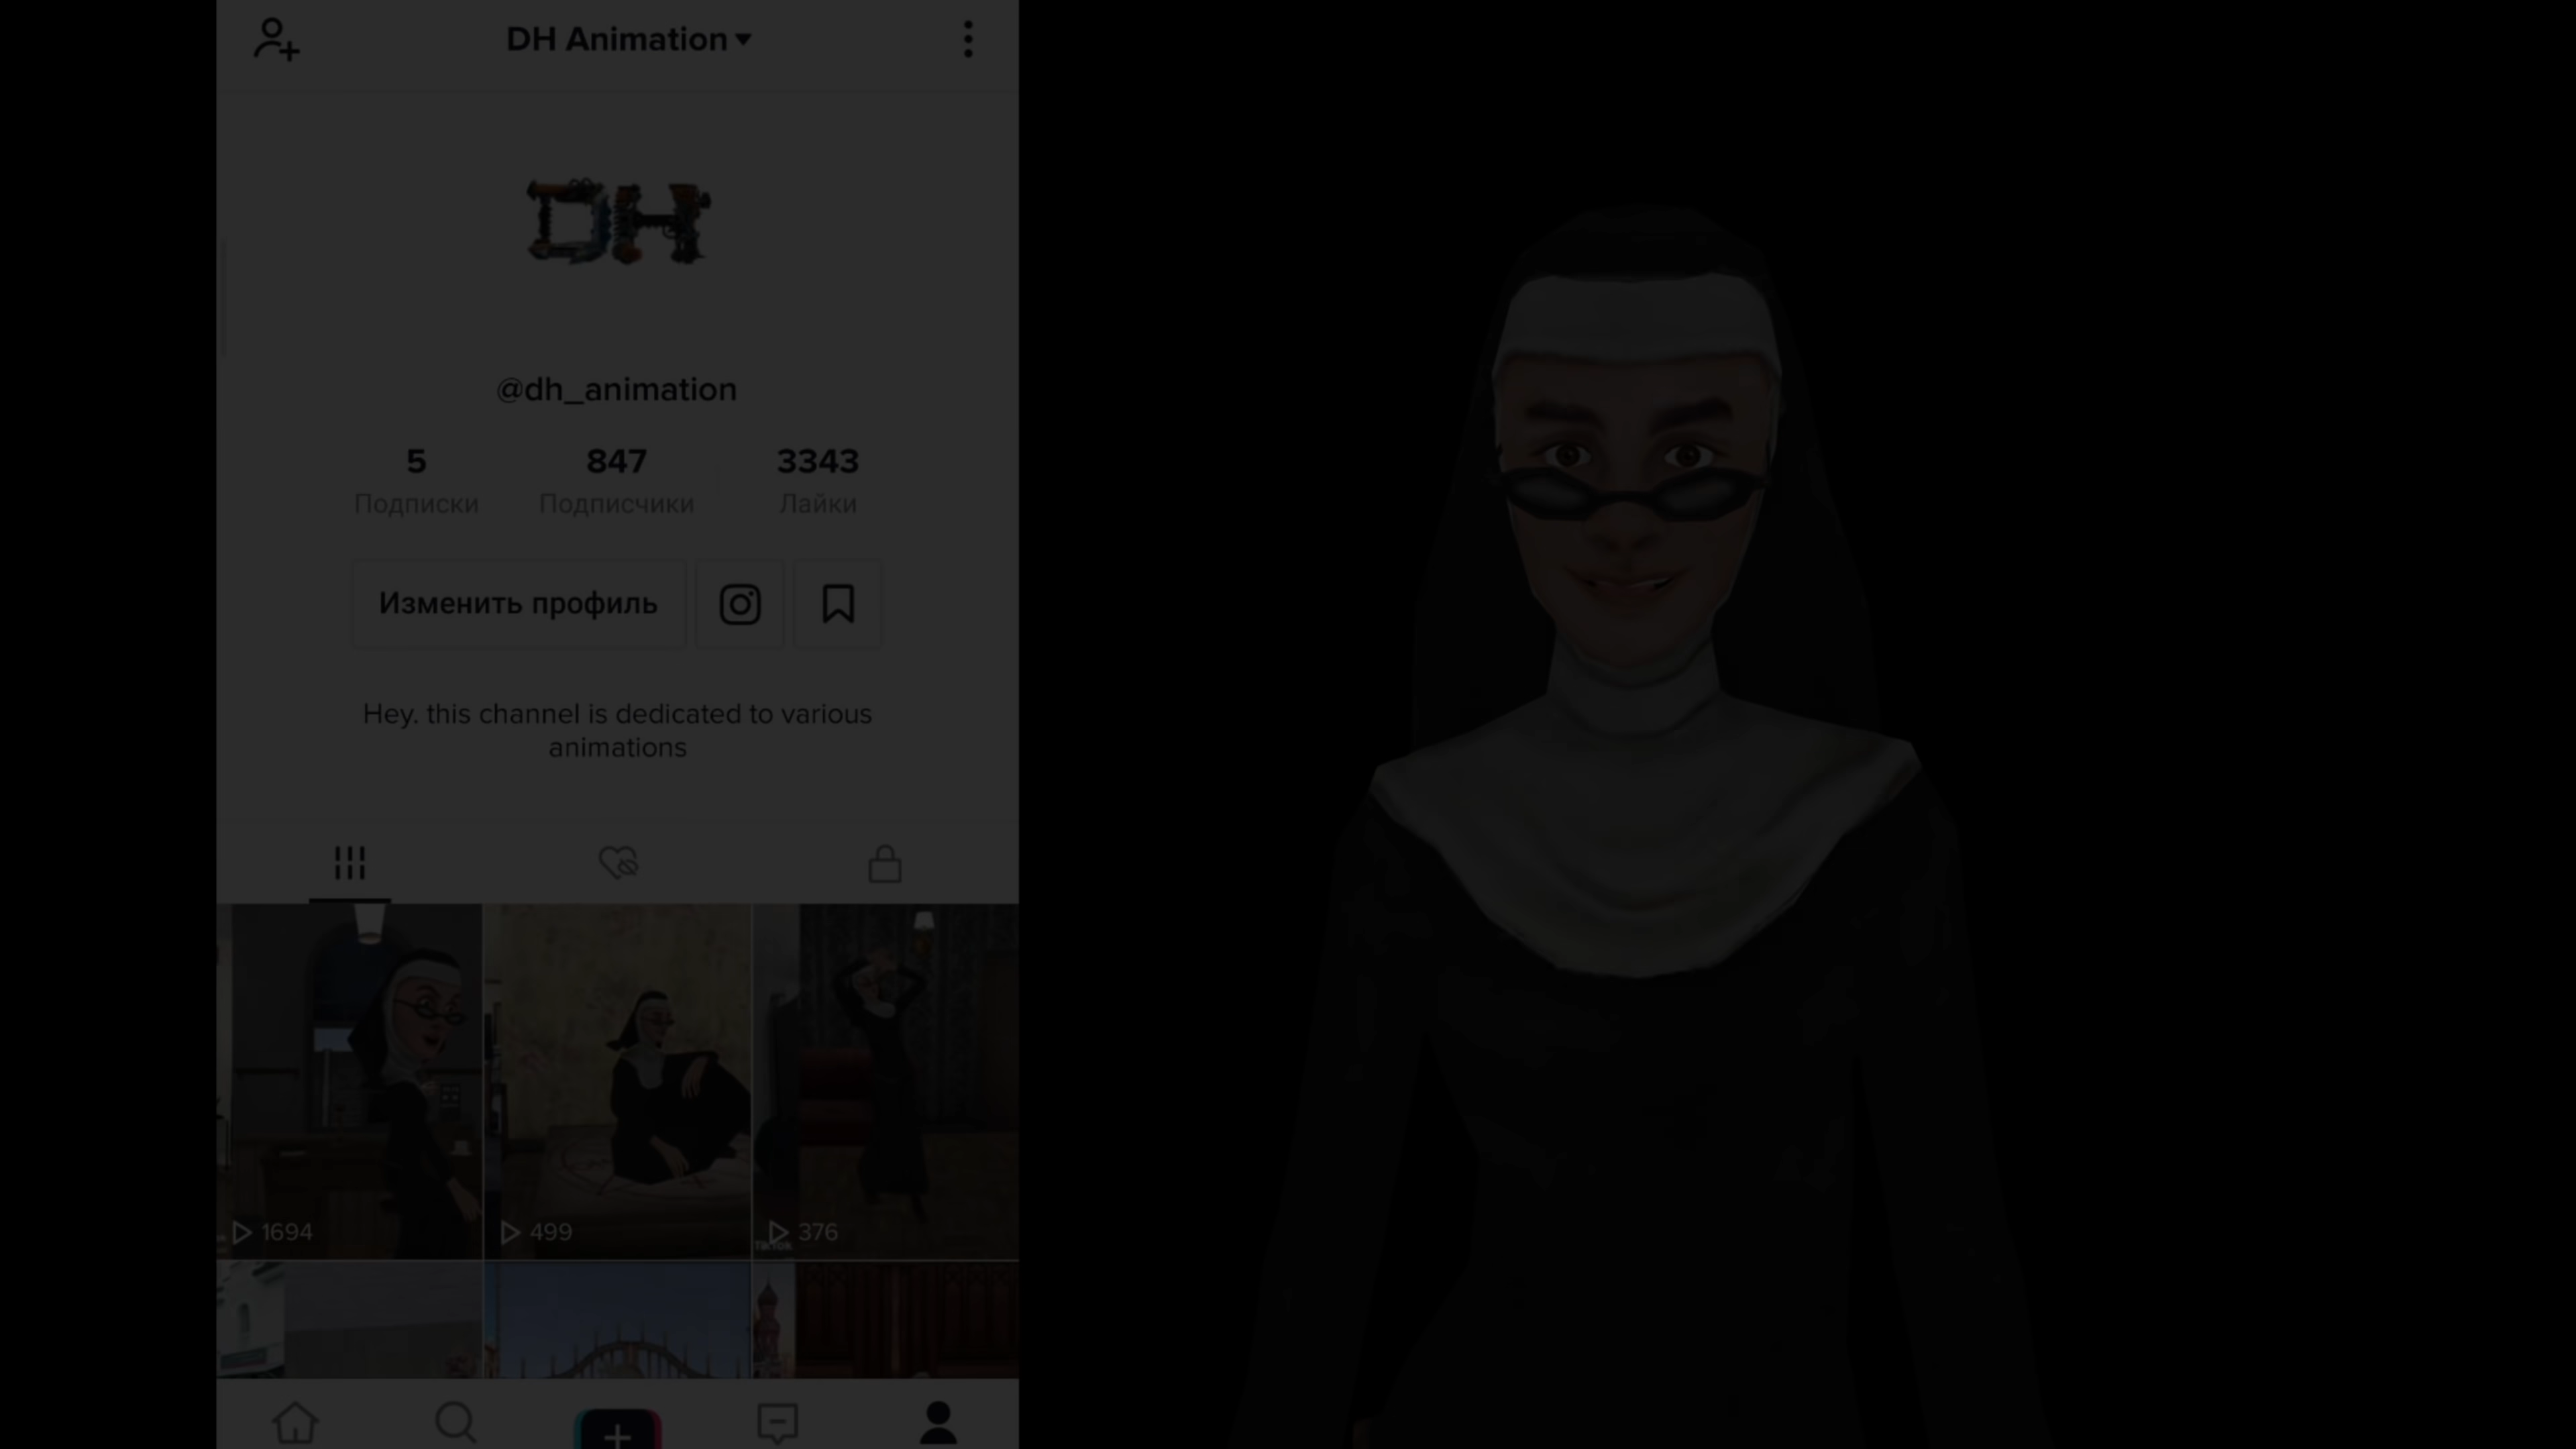 DH Animation
DH
@dh_animation
5 847 3343
Подписки Подписчики Лайки
Изменить профиль
Hey. this channel is dedicated to various
animations
1694 499 376
TikTok